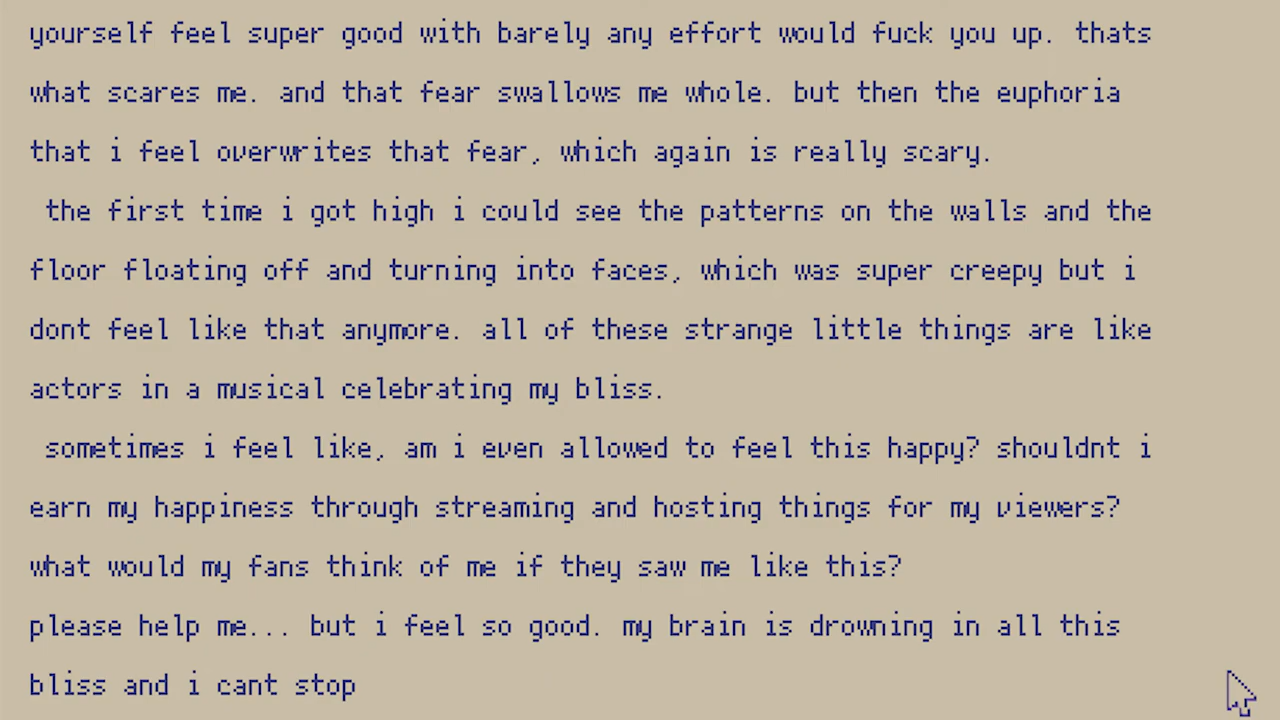 yourself feel super good with barely any effort would fuck you up. thats
what scares me. and that fear swallows me whole. but then the euphoria
that i feel overwrites that fear, which again is really scary.
the first time i got high i could see the patterns on the walls and the
floor floating off and turning into faces, which was super creepy but i
dont feel like that anymore. all of these strange little things are like
actors in a musical celebrating my bliss.
sometimes i feel like, am i even allowed to feel this happy? shouldnt i
earn my happiness through streaming and hosting things for my viewers?
what would my fans think of me if they saw me like this?
please help me... but i feel so good. my brain is drowning in all this
bliss and i cant stop